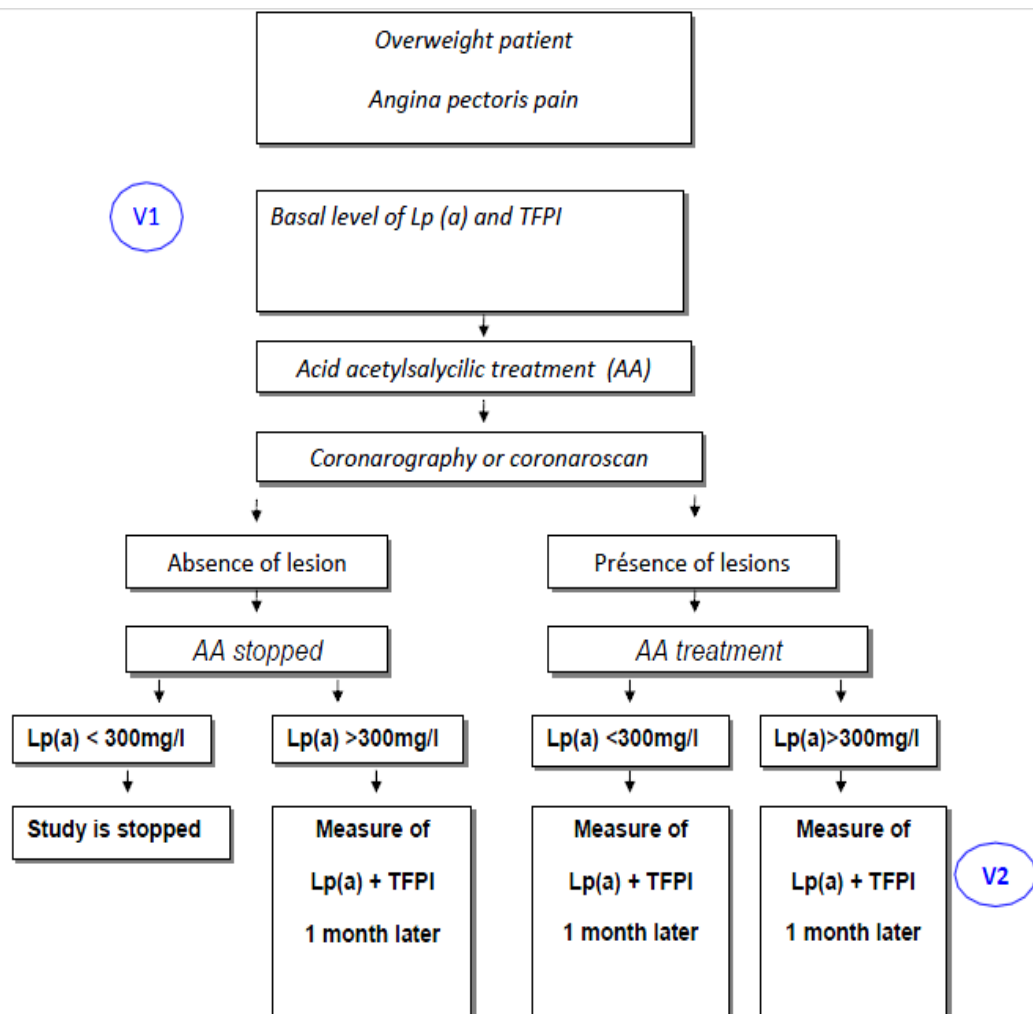 Overweight patient
Angina pectoris pain
V1
Basal level of Lp (a) and TFPI
Acid acetylsalycilic treatment (AA)
Coronarography or coronaroscan
Absence of lesion
Présence of lesions
AA stopped
AA treatment
Lp(a) < 300mg/l
Lp(a) >300mg/l
Lp(a) <300mg/l
Lp(a)>300mg/l
Study is stopped
Measure of
Lp(a) + TFPI
1 month later
Measure of
Lp(a) + TFPI
1 month later
Measure of
Lp(a) + TFPI
1 month later
V2